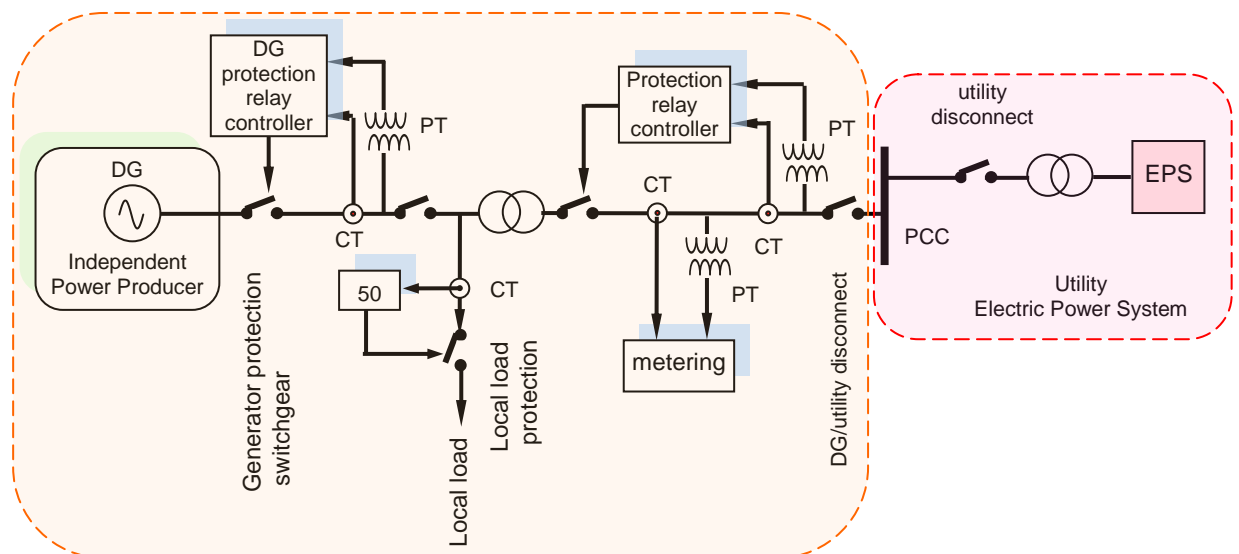 DG
protection
relay
controller
PT
Protection
relay
controller
PT
utility
disconnect
EPS
DG
Independent
Power Producer
CT
CT
CT
PCC
50
CT
PT
metering
Utility
Electric Power System
Generator protection
switchgear
Local load
Local load
protection
DG/utility disconnect